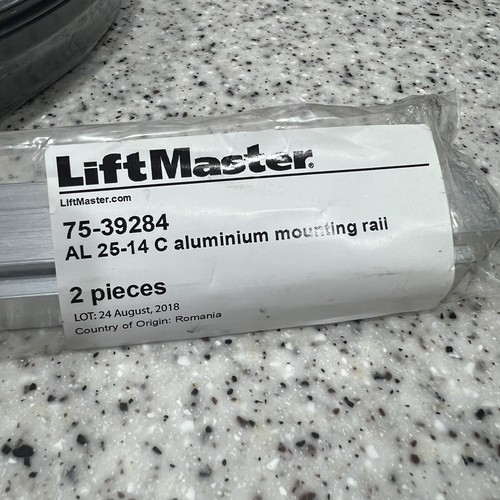 LiftMaster®
LiftMaster.com
75-39284
AL 25-14 C aluminium mounting rail
2 pieces
LOT: 24 August, 2018
Country of Origin: Romania